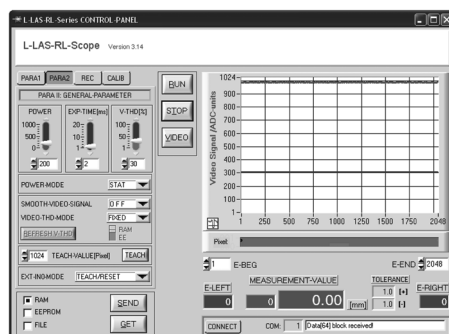 L-LAS-RL-Series CONTROL-PANEL
L-LAS-RL-Scope Version 3.14
PARA1 PARA2 REC CALIB
PARA II: GENERAL-PARAMETER
POWER EXP-TIME[ms] V-THD[%]
1000 20 100
500 10 50
0 1 1
200 2 30
POWER-MODE STAT
SMOOTH-VIDEO-SIGNAL OFF
VIDEO-THD-MODE FIXED
REFRESH V-THD RAM
EE
1024 TEACH-VALUE[Pixel] TEACH
EXT-IN0-MODE TEACH/RESET
RAM
EEPROM
FILE
SEND
GET
RUN
STOP
VIDEO
Video Signal /ADC-units
1024
900
800
700
600
500
400
300
200
100
1
1 250 500 750 1000 1250 1500 1750 2048
Pixel:
1 E-BEG E-END 2048
E-LEFT MEASUREMENT-VALUE TOLERANCE E-RIGHT
0 0 0.00 [mm] 1.0 [+] 0
1.0 [-]
CONNECT COM: 1 Data[64] block received!